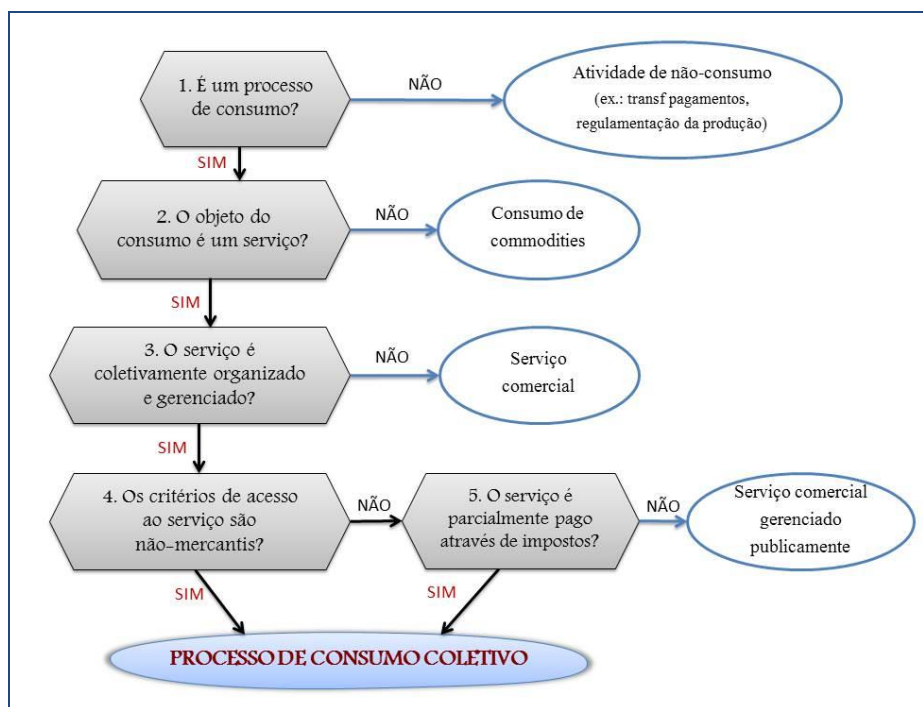 1. É um processo
de consumo?
NÃO
Atividade de não-consumo
(ex.: transf pagamentos,
regulamentação da produção)
SIM
2. O objeto do
consumo é um serviço?
NÃO
Consumo de
commodities
SIM
3. O serviço é
coletivamente organizado
e gerenciado?
NÃO
Serviço
comercial
SIM
4. Os critérios de acesso
ao serviço são
não-mercantis?
NÃO
5. O serviço é
parcialmente pago
através de impostos?
NÃO
Serviço comercial
gerenciado
publicamente
SIM
SIM
PROCESSO DE CONSUMO COLETIVO